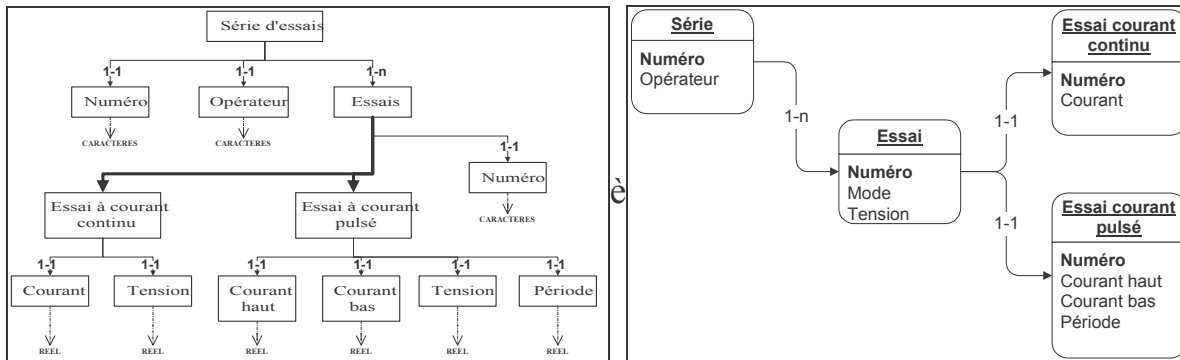 Série d'essais
1-1
1-1
1-n
Numéro
Opérateur
Essais
CARACTERES
CARACTERES
1-1
Numéro
CARACTERES
Essai à courant
continu
Essai à courant
pulsé
1-1
1-1
1-1
1-1
1-1
1-1
Courant
Tension
Courant
haut
Courant
bas
Tension
Période
REEL
REEL
REEL
REEL
REEL
REEL
è
Série
Numéro
Opérateur
1-n
Essai
Numéro
Mode
Tension
1-1
1-1
Essai courant
continu
Numéro
Courant
Essai courant
pulsé
Numéro
Courant haut
Courant bas
Période